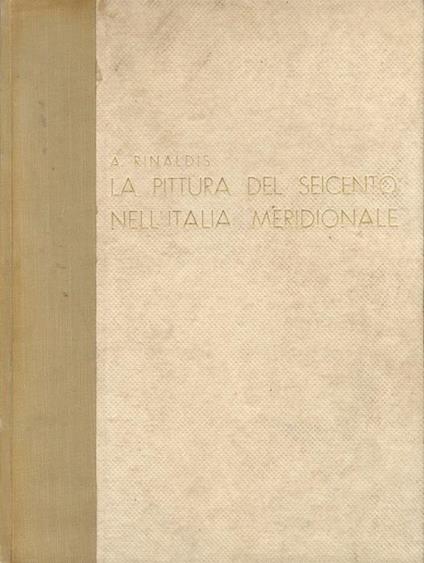 A. RINALDIS
LA PITTURA DEL SEICENTO
NELL'ITALIA MERIDIONALE